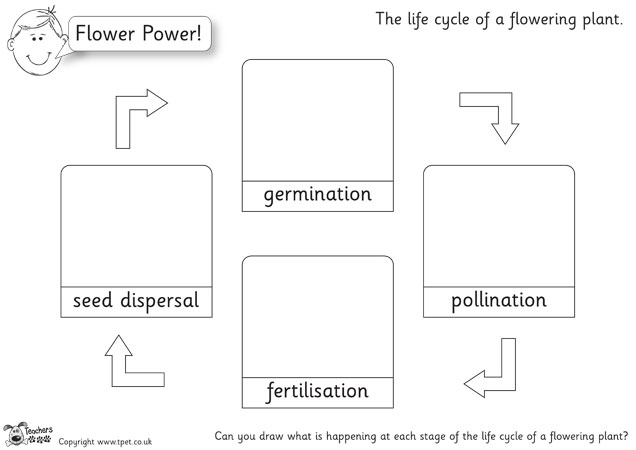 The life cycle of a flowering plant.
Flower Power!
germination
seed dispersal
pollination
fertilisation
Teachers
Copyright www.tpet.co.uk
Can you draw what is happening at each stage of the life cycle of a flowering plant?